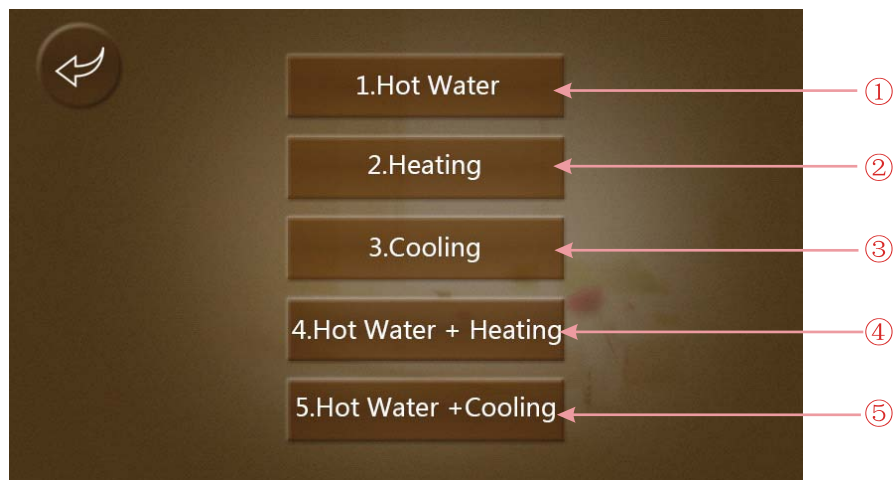 1.Hot Water
①
2.Heating
②
3.Cooling
③
4.Hot Water + Heating
④
5.Hot Water +Cooling
⑤